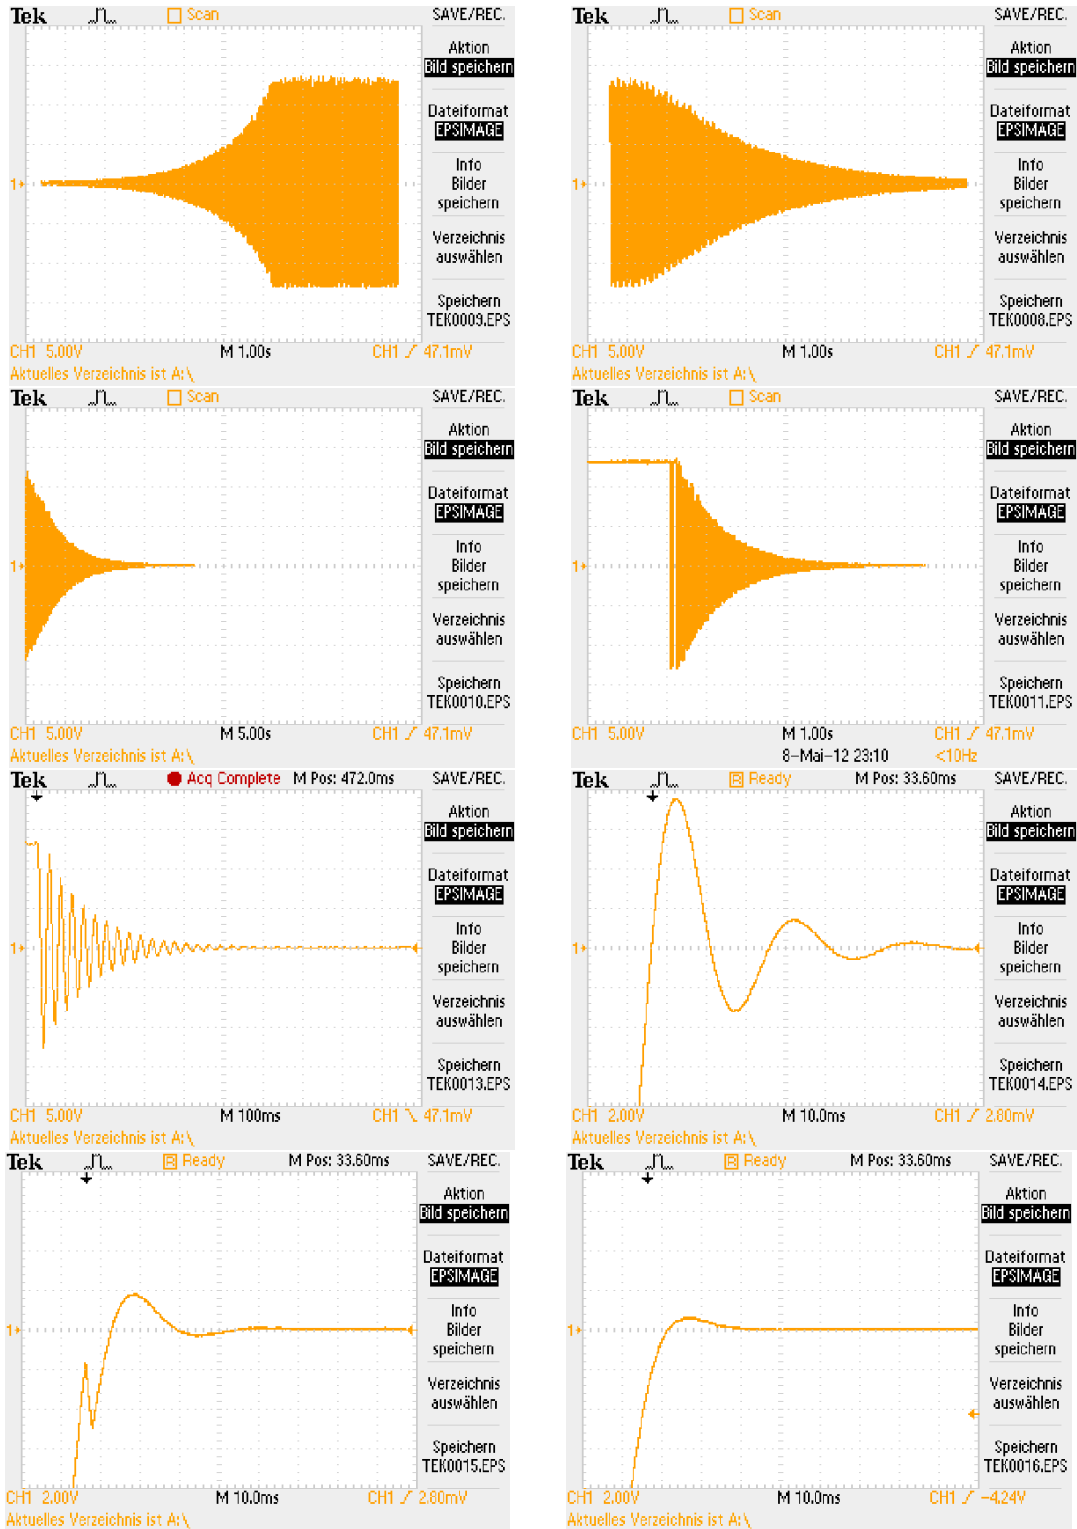 Tek Scan SAVE/REC.
Aktion
Bild speichern
Dateiformat
EPSIMAGE
Info
Bilder
speichern
Verzeichnis
auswählen
Speichern
TEK0009.EPS
1
CH1 5.00V M 1.00s CH1 47.1mV
Aktuelles Verzeichnis ist A:\
Tek Scan SAVE/REC.
Aktion
Bild speichern
Dateiformat
EPSIMAGE
Info
Bilder
speichern
Verzeichnis
auswählen
Speichern
TEK0008.EPS
1
CH1 5.00V M 1.00s CH1 47.1mV
Aktuelles Verzeichnis ist A:\
Tek Scan SAVE/REC.
Aktion
Bild speichern
Dateiformat
EPSIMAGE
Info
Bilder
speichern
Verzeichnis
auswählen
Speichern
TEK0010.EPS
1
CH1 5.00V M 5.00s CH1 47.1mV
Aktuelles Verzeichnis ist A:\
Tek Scan SAVE/REC.
Aktion
Bild speichern
Dateiformat
EPSIMAGE
Info
Bilder
speichern
Verzeichnis
auswählen
Speichern
TEK0011.EPS
1
CH1 5.00V M 1.00s CH1 47.1mV
8-Mai-12 23:10 <10Hz
Tek Acq Complete M Pos: 472.0ms SAVE/REC.
Aktion
Bild speichern
Dateiformat
EPSIMAGE
Info
Bilder
speichern
Verzeichnis
auswählen
Speichern
TEK0013.EPS
1
CH1 5.00V M 100ms CH1 47.1mV
Aktuelles Verzeichnis ist A:\
Tek R Ready M Pos: 33.60ms SAVE/REC.
Aktion
Bild speichern
Dateiformat
EPSIMAGE
Info
Bilder
speichern
Verzeichnis
auswählen
Speichern
TEK0014.EPS
1
CH1 2.00V M 10.0ms CH1 2.80mV
Aktuelles Verzeichnis ist A:\
Tek R Ready M Pos: 33.60ms SAVE/REC.
Aktion
Bild speichern
Dateiformat
EPSIMAGE
Info
Bilder
speichern
Verzeichnis
auswählen
Speichern
TEK0015.EPS
1
CH1 2.00V M 10.0ms CH1 2.80mV
Aktuelles Verzeichnis ist A:\
Tek R Ready M Pos: 33.60ms SAVE/REC.
Aktion
Bild speichern
Dateiformat
EPSIMAGE
Info
Bilder
speichern
Verzeichnis
auswählen
Speichern
TEK0016.EPS
1
CH1 2.00V M 10.0ms CH1 -4.24V
Aktuelles Verzeichnis ist A:\